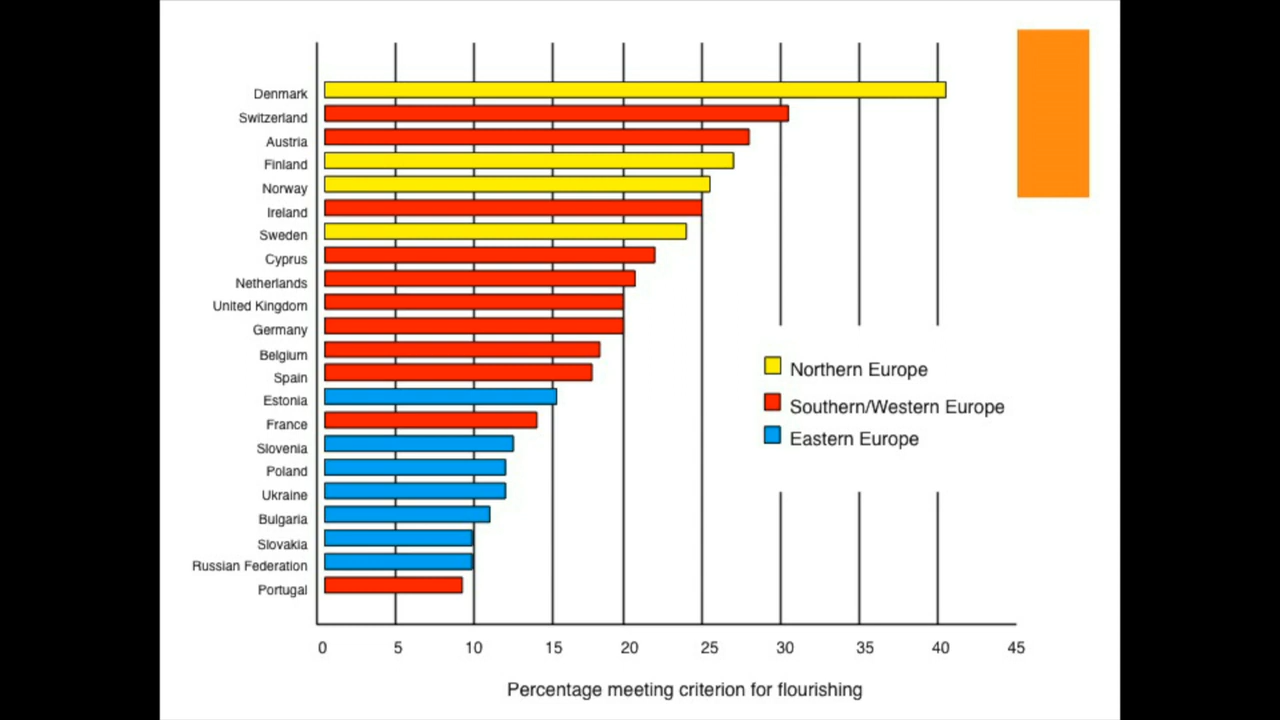 Denmark
Switzerland
Austria
Finland
Norway
Ireland
Sweden
Cyprus
Netherlands
United Kingdom
Germany
Belgium
Spain
Estonia
France
Slovenia
Poland
Ukraine
Bulgaria
Slovakia
Russian Federation
Portugal
Northern Europe
Southern/Western Europe
Eastern Europe
0 5 10 15 20 25 30 35 40 45
Percentage meeting criterion for flourishing